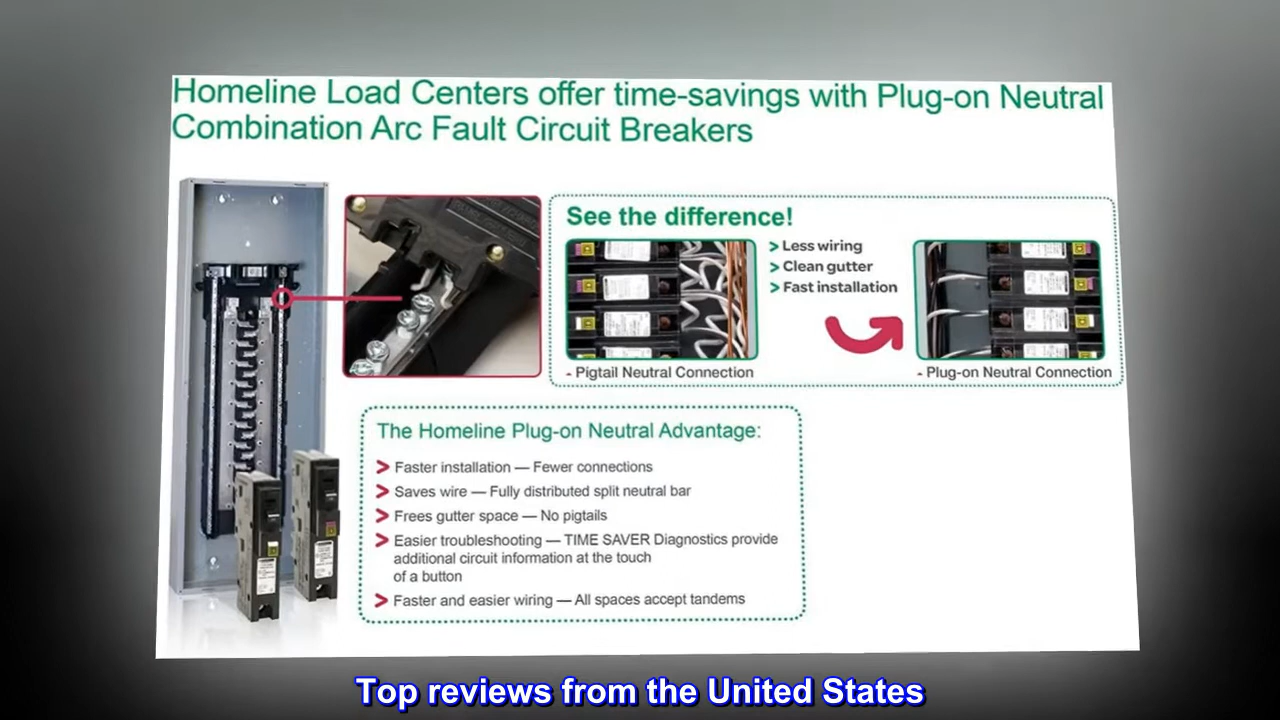 Homeline Load Centers offer time-savings with Plug-on Neutral
Combination Arc Fault Circuit Breakers
See the difference!
> Less wiring
> Clean gutter
> Fast installation
- Pigtail Neutral Connection
- Plug-on Neutral Connection
The Homeline Plug-on Neutral Advantage:
> Faster installation — Fewer connections
> Saves wire — Fully distributed split neutral bar
> Frees gutter space — No pigtails
> Easier troubleshooting — TIME SAVER Diagnostics provide
additional circuit information at the touch
of a button
> Faster and easier wiring — All spaces accept tandems
Top reviews from the United States